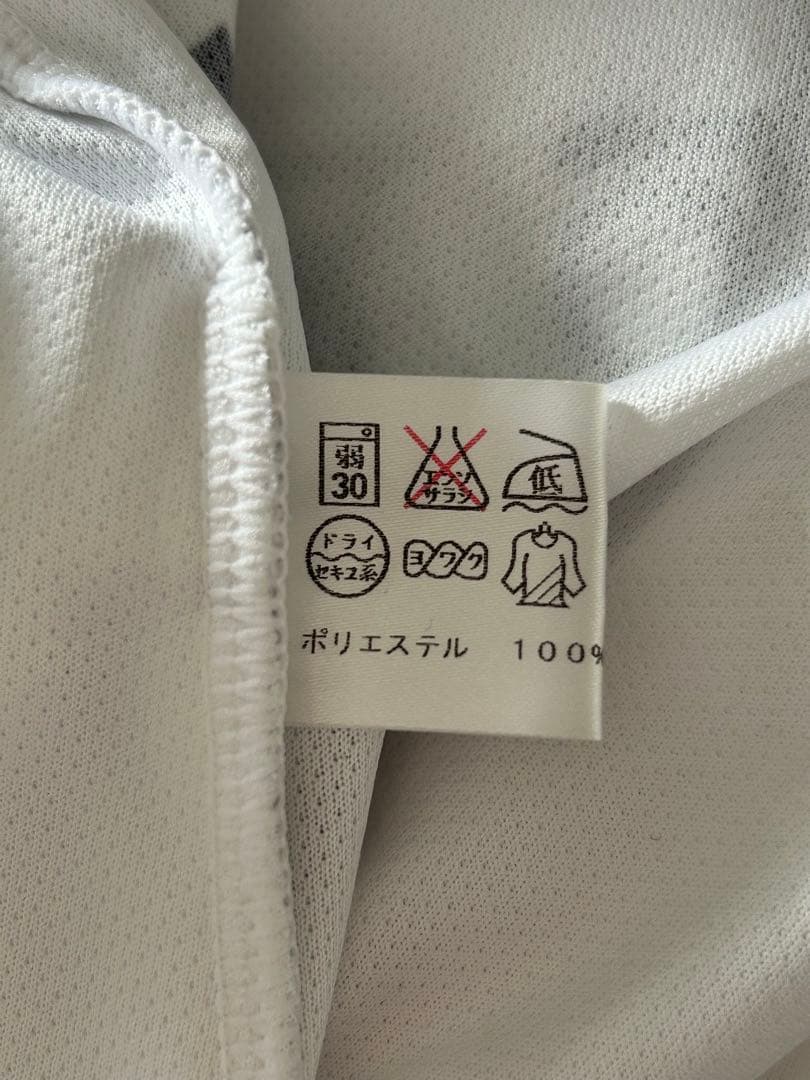 弱
30
エンソ
サラシ
低
ドライ
セキユ系
ヨワク
ポリエステル 100%